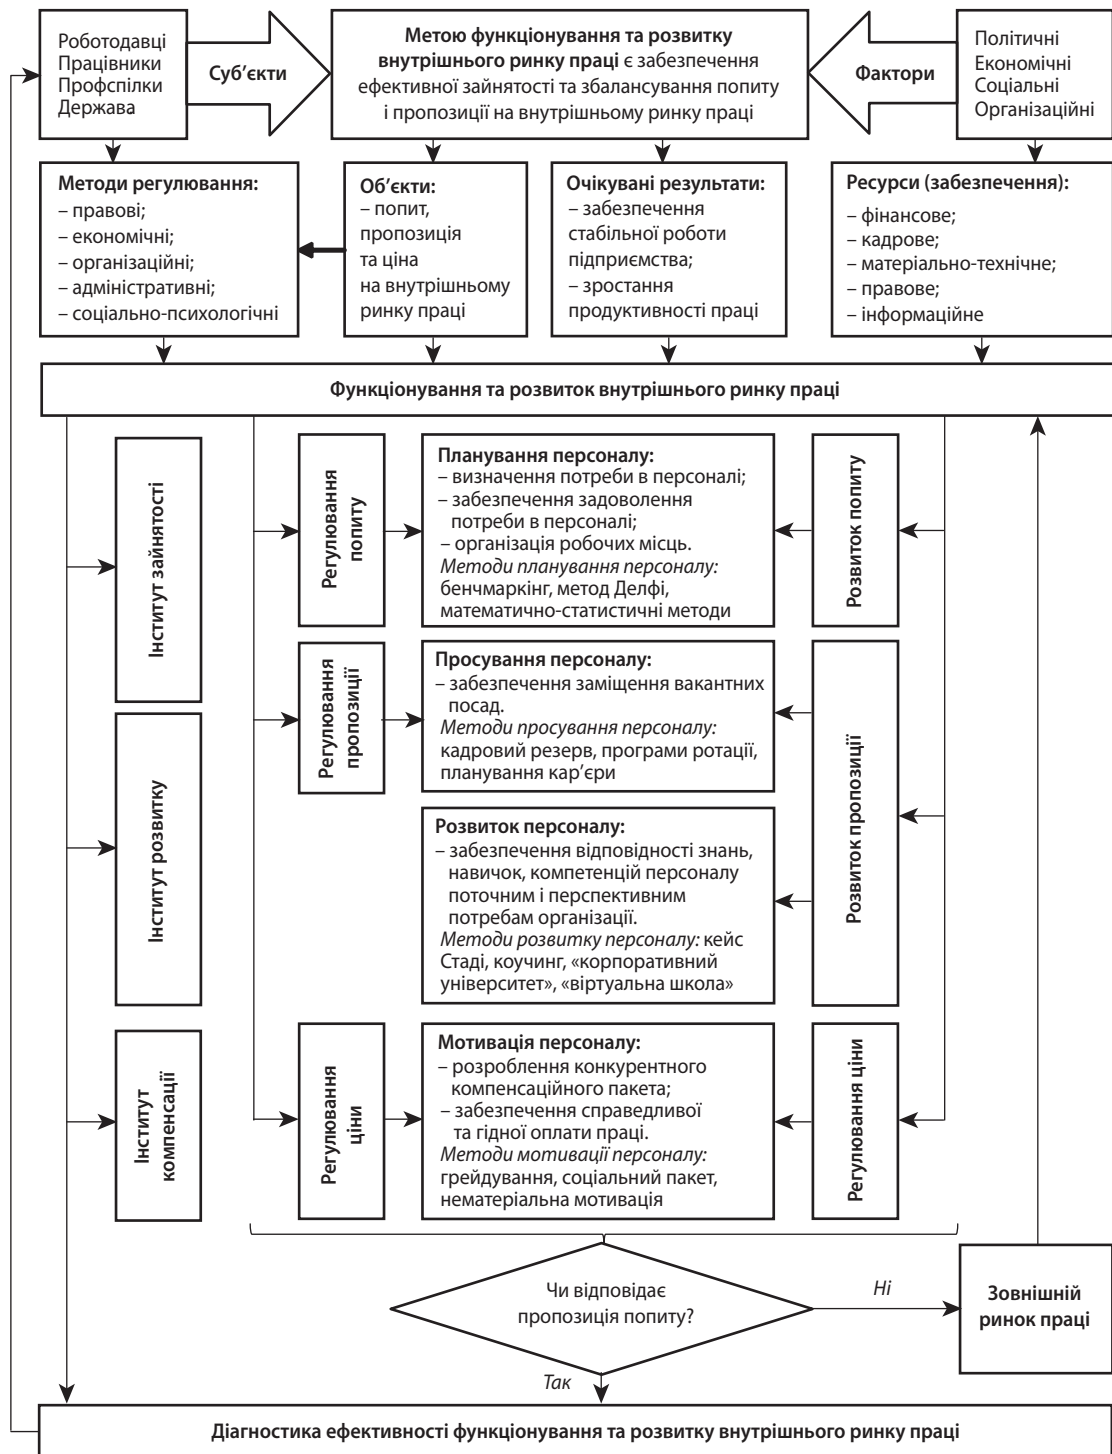 Роботодавці
Працівники
Профспілки
Держава
Суб’єкти
Метою функціонування та розвитку
внутрішнього ринку праці є забезпечення
ефективної зайнятості та збалансування попиту
і пропозиції на внутрішньому ринку праці
Фактори
Політичні
Економічні
Соціальні
Організаційні
Методи регулювання:
– правові;
– економічні;
– організаційні;
– адміністративні;
– соціально-психологічні
Об’єкти:
– попит,
пропозиція
та ціна
на внутрішньому
ринку праці
Очікувані результати:
– забезпечення
стабільної роботи
підприємства;
– зростання
продуктивності праці
Ресурси (забезпечення):
– фінансове;
– кадрове;
– матеріально-технічне;
– правове;
– інформаційне
Функціонування та розвиток внутрішнього ринку праці
Інститут зайнятості
Інститут розвитку
Інститут
компенсації
Регулювання
попиту
Планування персоналу:
– визначення потреби в персоналі;
– забезпечення задоволення
потреби в персоналі;
– організація робочих місць.
Методи планування персоналу:
бенчмаркінг, метод Делфі,
математично-статистичні методи
Розвиток попиту
Регулювання
пропозиції
Просування персоналу:
– забезпечення заміщення вакантних
посад.
Методи просування персоналу:
кадровий резерв, програми ротації,
планування кар’єри
Розвиток персоналу:
– забезпечення відповідності знань,
навичок, компетенцій персоналу
поточним і перспективним
потребам організації.
Методи розвитку персоналу: кейс
Стаді, коучинг, «корпоративний
університет», «віртуальна школа»
Розвиток пропозиції
Регулювання
ціни
Мотивація персоналу:
– розроблення конкурентного
компенсаційного пакета;
– забезпечення справедливої
та гідної оплати праці.
Методи мотивації персоналу:
грейдування, соціальний пакет,
нематеріальна мотивація
Регулювання ціни
Чи відповідає
пропозиція попиту?
Ні
Зовнішній
ринок праці
Так
Діагностика ефективності функціонування та розвитку внутрішнього ринку праці